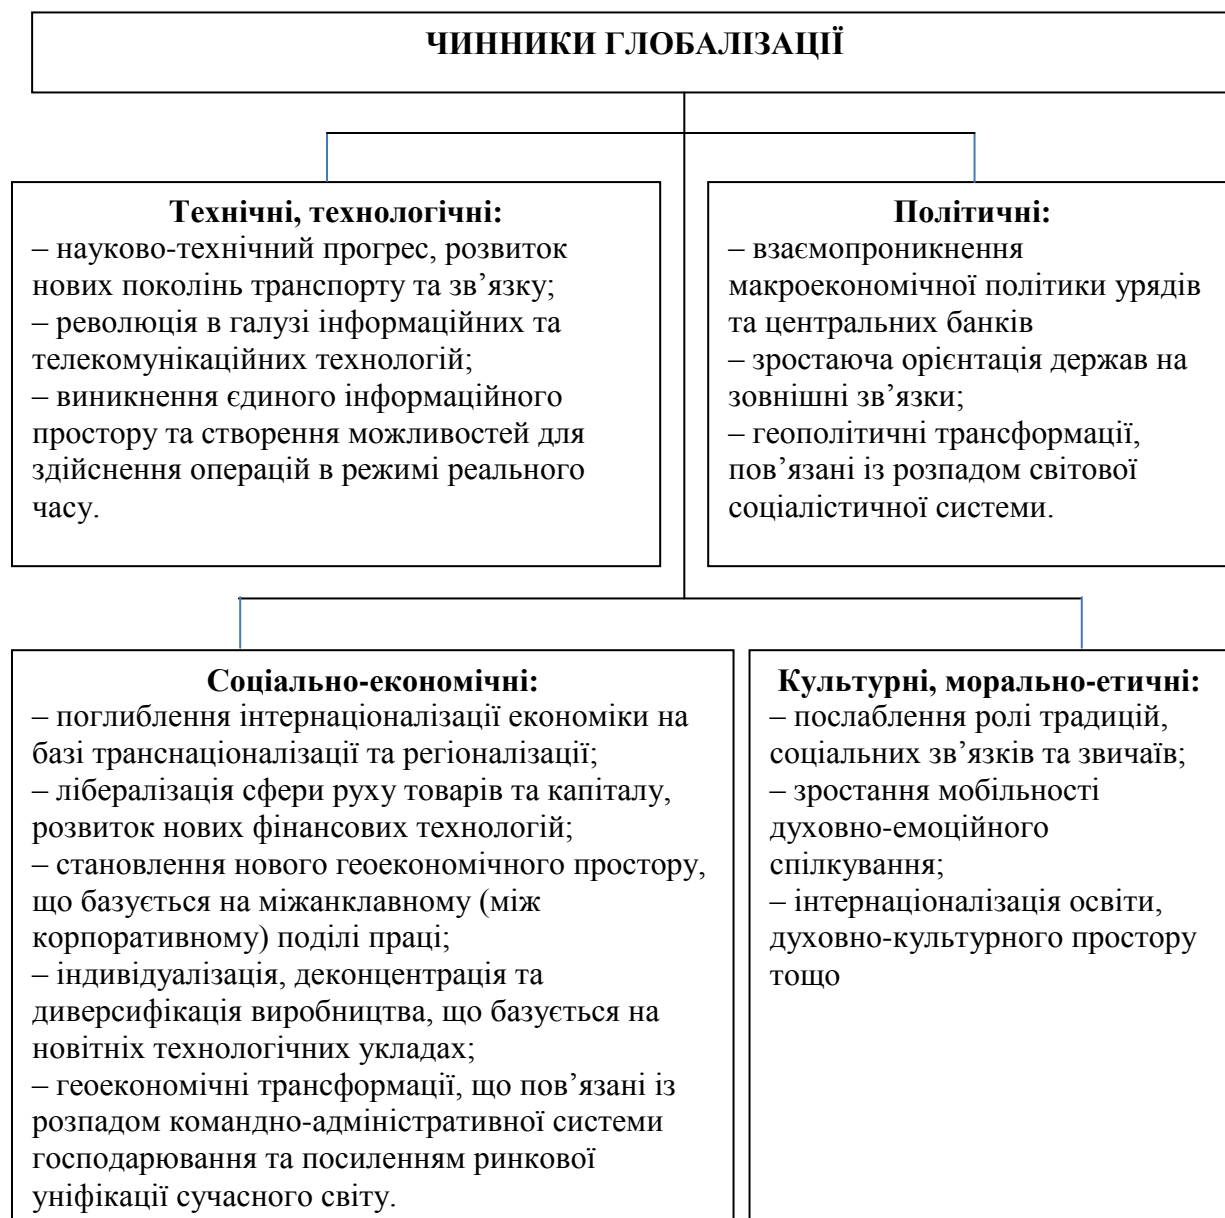 ЧИННИКИ ГЛОБАЛІЗАЦІЇ
Технічні, технологічні:
– науково-технічний прогрес, розвиток
нових поколінь транспорту та зв’язку;
– революція в галузі інформаційних та
телекомунікаційних технологій;
– виникнення єдиного інформаційного
простору та створення можливостей для
здійснення операцій в режимі реального
часу.
Політичні:
– взаємопроникнення
макроекономічної політики урядів
та центральних банків
– зростаюча орієнтація держав на
зовнішні зв’язки;
– геополітичні трансформації,
пов’язані із розпадом світової
соціалістичної системи.
Соціально-економічні:
– поглиблення інтернаціоналізації економіки на
базі транснаціоналізації та регіоналізації;
– лібералізація сфери руху товарів та капіталу,
розвиток нових фінансових технологій;
– становлення нового геоекономічного простору,
що базується на міжанклавному (між
корпоративному) поділі праці;
– індивідуалізація, деконцентрація та
диверсифікація виробництва, що базується на
новітніх технологічних укладах;
– геоекономічні трансформації, що пов’язані із
розпадом командно-адміністративної системи
господарювання та посиленням ринкової
уніфікації сучасного світу.
Культурні, морально-етичні:
– послаблення ролі традицій,
соціальних зв’язків та звичаїв;
– зростання мобільності
духовно-емоційного
спілкування;
– інтернаціоналізація освіти,
духовно-культурного простору
тощо